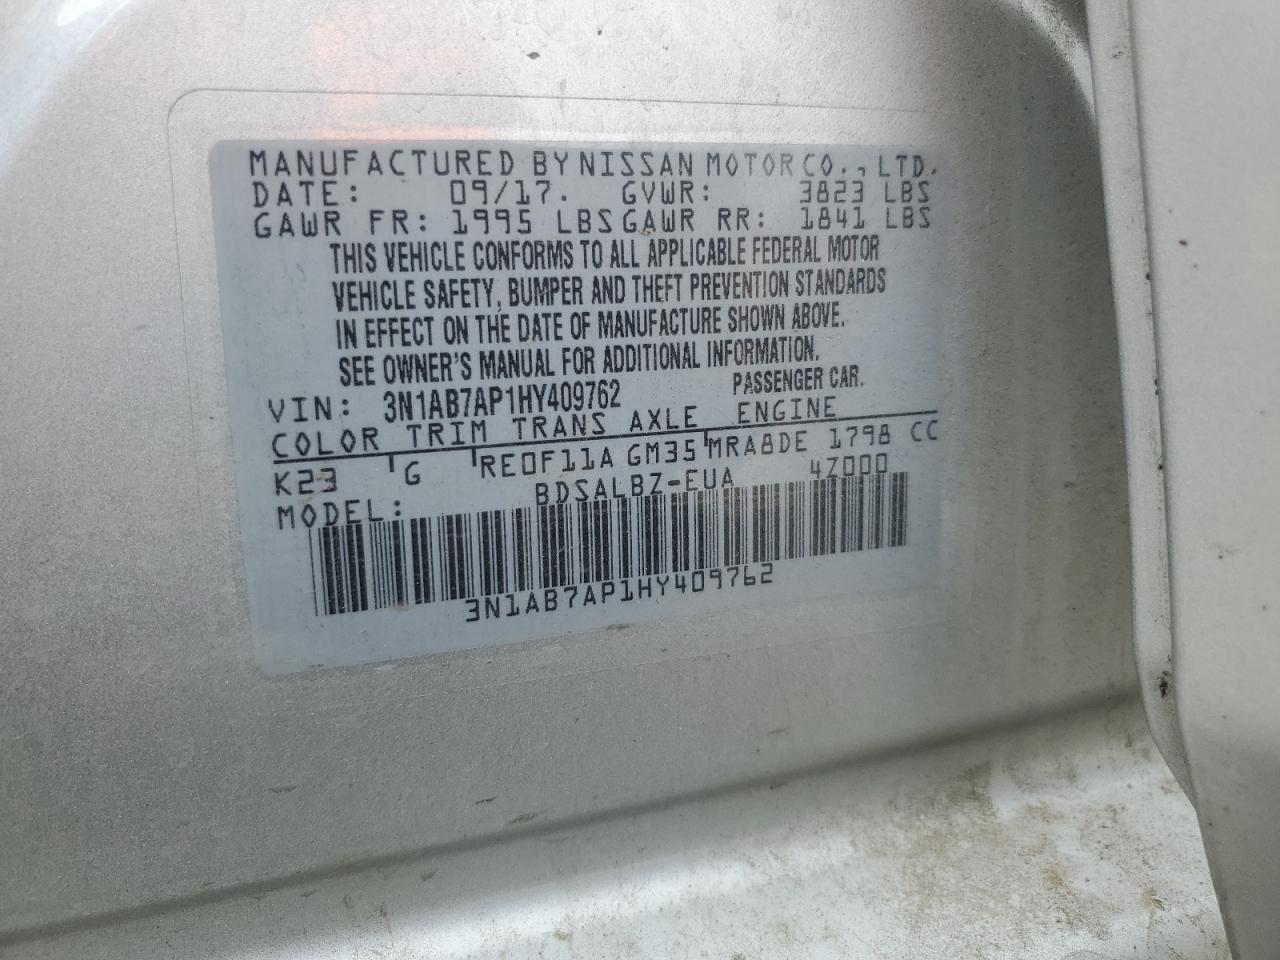 MANUFACTURED BY NISSAN MOTOR CO., LTD.
DATE: 09/17. GVWR: 3823 LBS
GAWR FR: 1995 LBS GAWR RR: 1841 LBS
THIS VEHICLE CONFORMS TO ALL APPLICABLE FEDERAL MOTOR
VEHICLE SAFETY, BUMPER AND THEFT PREVENTION STANDARDS
IN EFFECT ON THE DATE OF MANUFACTURE SHOWN ABOVE.
SEE OWNER'S MANUAL FOR ADDITIONAL INFORMATION.
VIN: 3N1AB7AP1HY409762 PASSENGER CAR.
COLOR TRIM TRANS AXLE ENGINE
K23 G RE0F11A GM35 MRA8DE 1798 CC
MODEL: BDSALBZ-EUA 4Z000
3N1AB7AP1HY409762